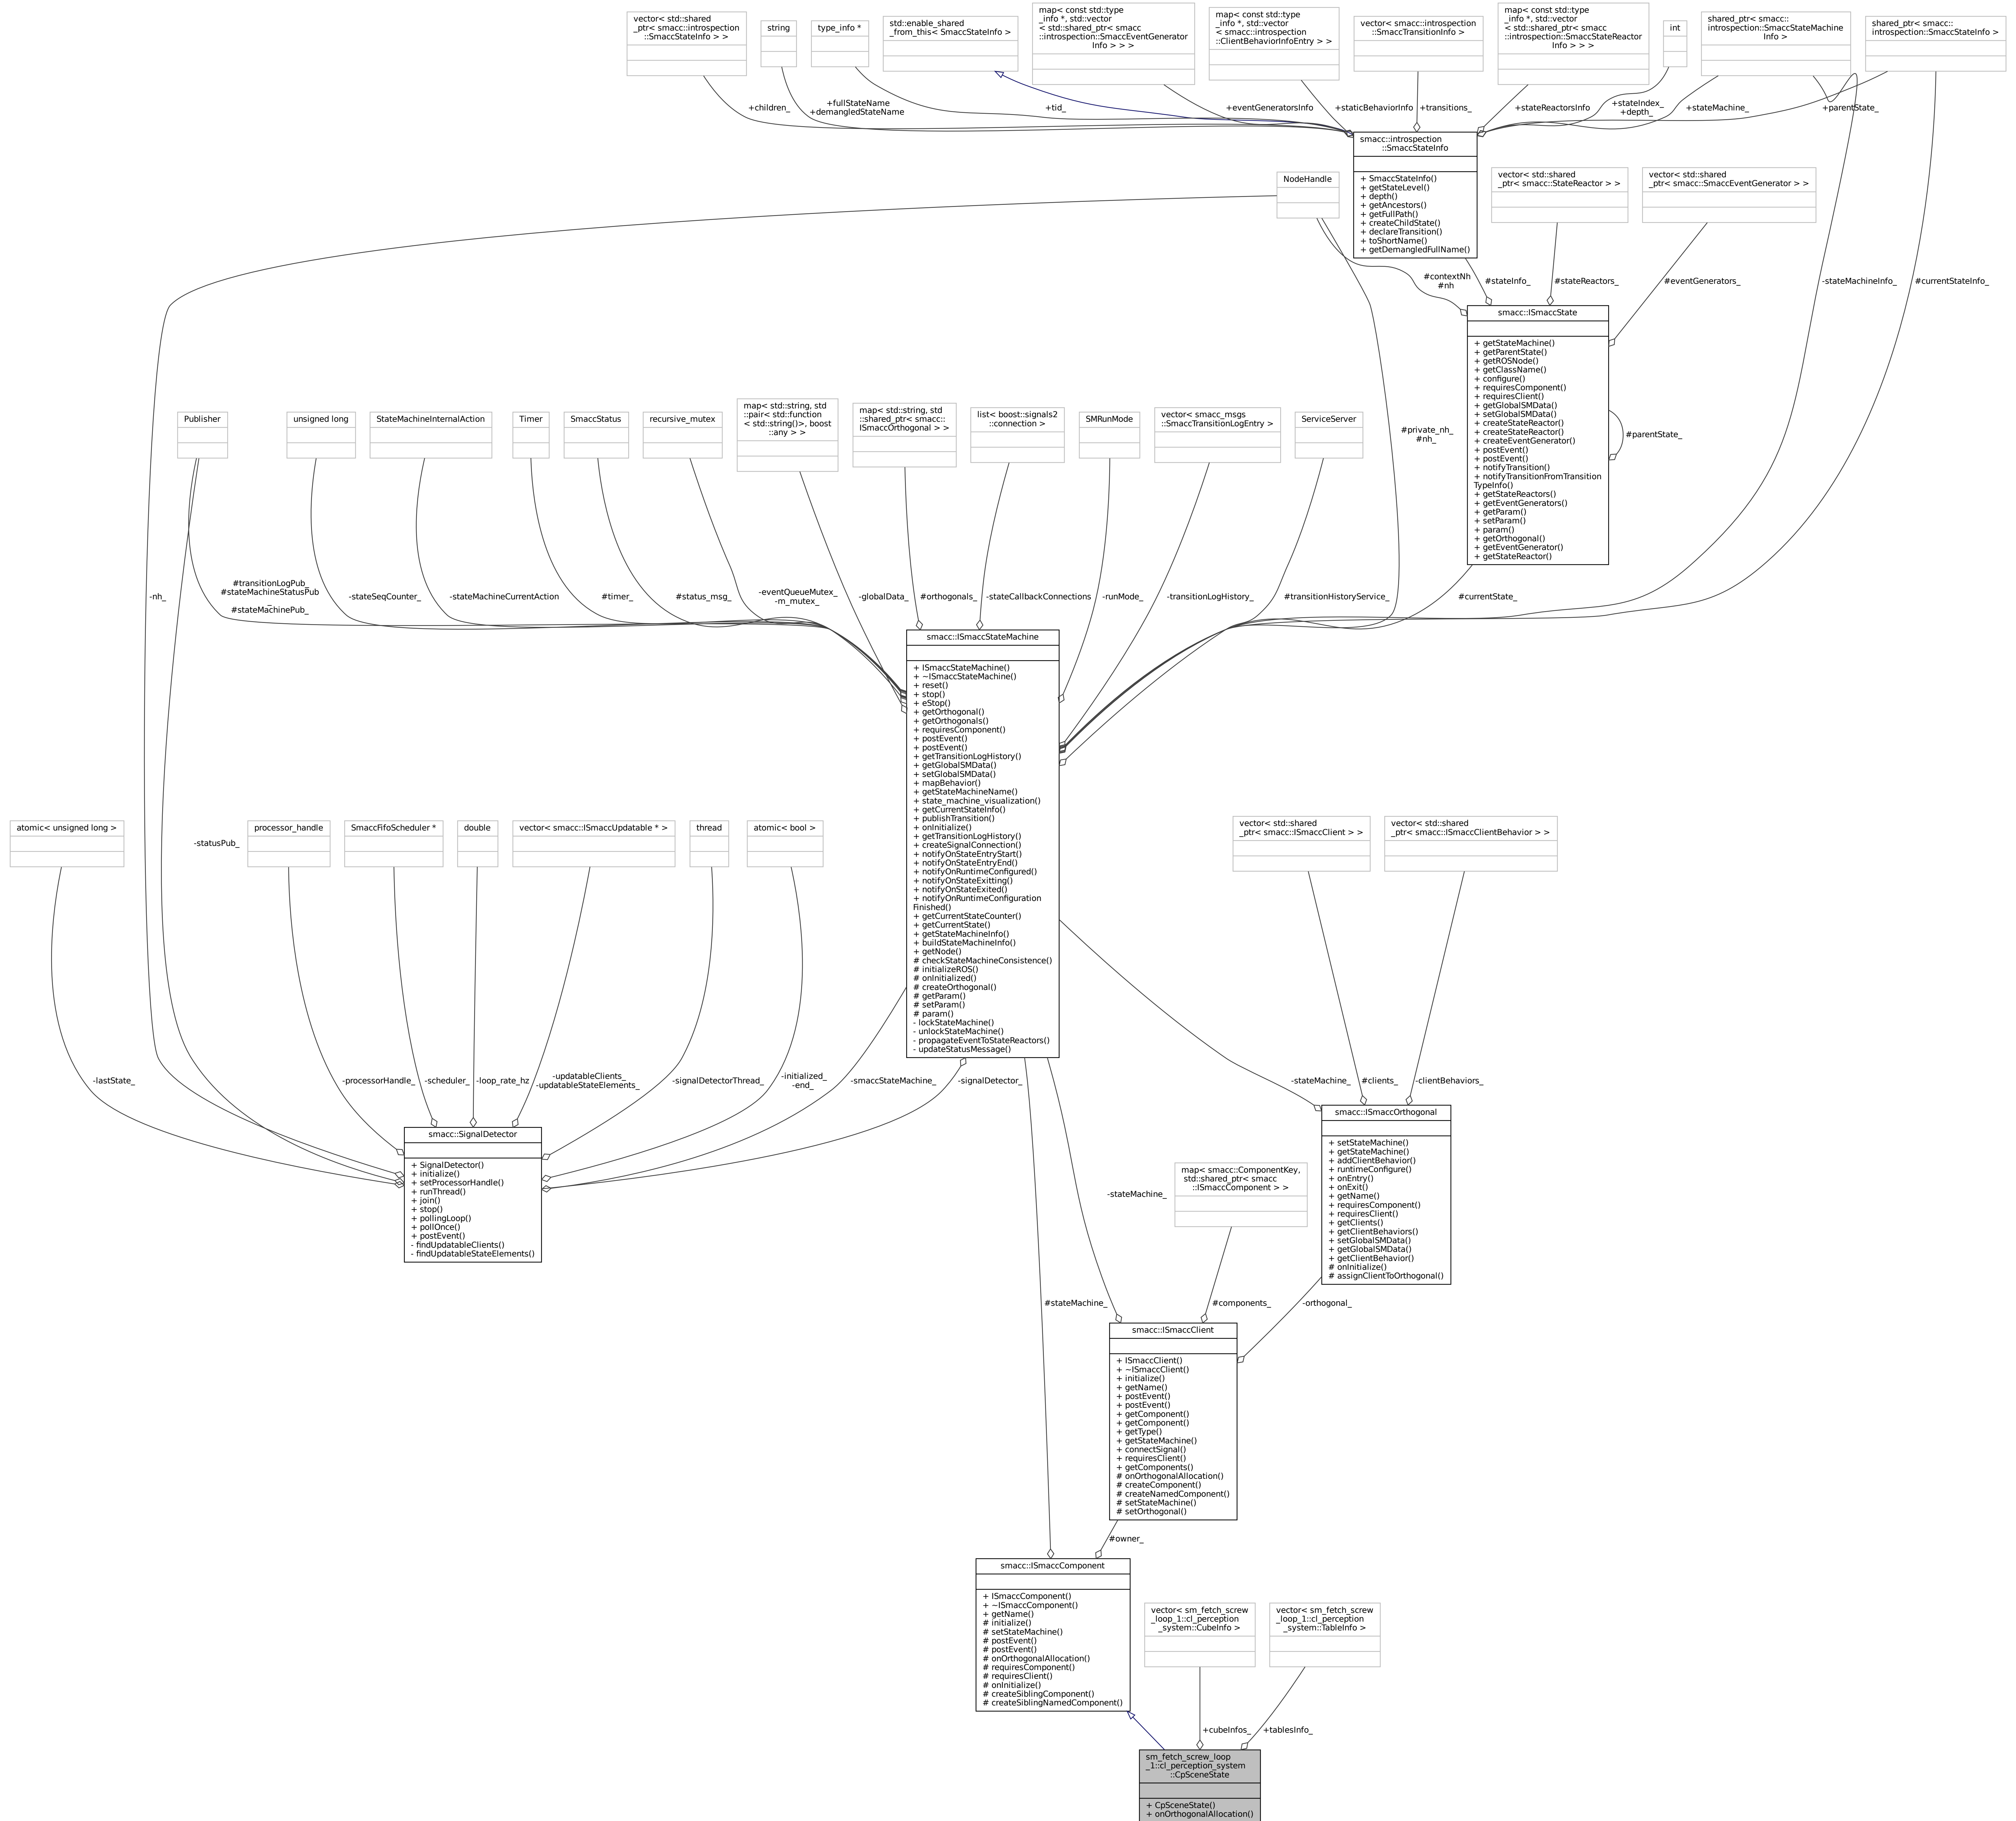 vector< std::shared
_ptr< smacc::introspection
::SmaccStateInfo > >
string
type_info *
std::enable_shared
_from_this< SmaccStateInfo >
map< const std::type
_info *, std::vector
< std::shared_ptr< smacc
::introspection::SmaccEventGenerator
Info > > >
map< const std::type
_info *, std::vector
< smacc::introspection
::ClientBehaviorInfoEntry > >
vector< smacc::introspection
::SmaccTransitionInfo >
map< const std::type
_info *, std::vector
< std::shared_ptr< smacc
::introspection::SmaccStateReactor
Info > > >
int
shared_ptr< smacc::
introspection::SmaccStateMachine
Info >
shared_ptr< smacc::
introspection::SmaccStateInfo >
+children_
+fullStateName
+demangledStateName
+tid_
+eventGeneratorsInfo
+staticBehaviorInfo
+transitions_
+stateReactorsInfo
+stateIndex_
+depth_
+stateMachine_
+parentState_
smacc::introspection
::SmaccStateInfo
+ SmaccStateInfo()
+ getStateLevel()
+ depth()
+ getAncestors()
+ getFullPath()
+ createChildState()
+ declareTransition()
+ toShortName()
+ getDemangledFullName()
NodeHandle
vector< std::shared
_ptr< smacc::StateReactor > >
vector< std::shared
_ptr< smacc::SmaccEventGenerator > >
#contextNh
#nh
#stateInfo_
#stateReactors_
#eventGenerators_
-stateMachineInfo_
#currentStateInfo_
smacc::ISmaccState
+ getStateMachine()
+ getParentState()
+ getROSNode()
+ getClassName()
+ configure()
+ requiresComponent()
+ requiresClient()
+ getGlobalSMData()
+ setGlobalSMData()
+ createStateReactor()
+ createStateReactor()
+ createEventGenerator()
+ postEvent()
+ postEvent()
+ notifyTransition()
+ notifyTransitionFromTransition
TypeInfo()
+ getStateReactors()
+ getEventGenerators()
+ getParam()
+ setParam()
+ param()
+ getOrthogonal()
+ getEventGenerator()
+ getStateReactor()
#parentState_
Publisher
unsigned long
StateMachineInternalAction
Timer
SmaccStatus
recursive_mutex
map< std::string, std
::pair< std::function
< std::string()>, boost
::any > >
map< std::string, std
::shared_ptr< smacc::
ISmaccOrthogonal > >
list< boost::signals2
::connection >
SMRunMode
vector< smacc_msgs
::SmaccTransitionLogEntry >
ServiceServer
#private_nh_
#nh_
-nh_
#transitionLogPub_
#stateMachineStatusPub
_
#stateMachinePub_
-stateSeqCounter_
-stateMachineCurrentAction
#timer_
#status_msg_
-eventQueueMutex_
-m_mutex_
-globalData_
#orthogonals_
-stateCallbackConnections
-runMode_
-transitionLogHistory_
#transitionHistoryService_
#currentState_
smacc::ISmaccStateMachine
+ ISmaccStateMachine()
+ ~ISmaccStateMachine()
+ reset()
+ stop()
+ eStop()
+ getOrthogonal()
+ getOrthogonals()
+ requiresComponent()
+ postEvent()
+ postEvent()
+ getTransitionLogHistory()
+ getGlobalSMData()
+ setGlobalSMData()
+ mapBehavior()
+ getStateMachineName()
+ state_machine_visualization()
+ getCurrentStateInfo()
+ publishTransition()
+ onInitialize()
+ getTransitionLogHistory()
+ createSignalConnection()
+ notifyOnStateEntryStart()
+ notifyOnStateEntryEnd()
+ notifyOnRuntimeConfigured()
+ notifyOnStateExitting()
+ notifyOnStateExited()
+ notifyOnRuntimeConfiguration
Finished()
+ getCurrentStateCounter()
+ getCurrentState()
+ getStateMachineInfo()
+ buildStateMachineInfo()
+ getNode()
# checkStateMachineConsistence()
# initializeROS()
# onInitialized()
# createOrthogonal()
# getParam()
# setParam()
# param()
- lockStateMachine()
- unlockStateMachine()
- propagateEventToStateReactors()
- updateStatusMessage()
atomic< unsigned long >
-statusPub_
processor_handle
SmaccFifoScheduler *
double
vector< smacc::ISmaccUpdatable * >
thread
atomic< bool >
vector< std::shared
_ptr< smacc::ISmaccClient > >
vector< std::shared
_ptr< smacc::ISmaccClientBehavior > >
-lastState_
-processorHandle_
-scheduler_
-loop_rate_hz
-updatableClients_
-updatableStateElements_
-signalDetectorThread_
-initialized_
-end_
-smaccStateMachine_
-signalDetector_
-stateMachine_
#clients_
-clientBehaviors_
smacc::SignalDetector
+ SignalDetector()
+ initialize()
+ setProcessorHandle()
+ runThread()
+ join()
+ stop()
+ pollingLoop()
+ pollOnce()
+ postEvent()
- findUpdatableClients()
- findUpdatableStateElements()
smacc::ISmaccOrthogonal
+ setStateMachine()
+ getStateMachine()
+ addClientBehavior()
+ runtimeConfigure()
+ onEntry()
+ onExit()
+ getName()
+ requiresComponent()
+ requiresClient()
+ getClients()
+ getClientBehaviors()
+ setGlobalSMData()
+ getGlobalSMData()
+ getClientBehavior()
# onInitialize()
# assignClientToOrthogonal()
map< smacc::ComponentKey,
std::shared_ptr< smacc
::ISmaccComponent > >
-stateMachine_
#stateMachine_
#components_
-orthogonal_
smacc::ISmaccClient
+ ISmaccClient()
+ ~ISmaccClient()
+ initialize()
+ getName()
+ postEvent()
+ postEvent()
+ getComponent()
+ getComponent()
+ getType()
+ getStateMachine()
+ connectSignal()
+ requiresClient()
+ getComponents()
# onOrthogonalAllocation()
# createComponent()
# createNamedComponent()
# setStateMachine()
# setOrthogonal()
#owner_
smacc::ISmaccComponent
+ ISmaccComponent()
+ ~ISmaccComponent()
+ getName()
# initialize()
# setStateMachine()
# postEvent()
# postEvent()
# onOrthogonalAllocation()
# requiresComponent()
# requiresClient()
# onInitialize()
# createSiblingComponent()
# createSiblingNamedComponent()
vector< sm_fetch_screw
_loop_1::cl_perception
_system::CubeInfo >
vector< sm_fetch_screw
_loop_1::cl_perception
_system::TableInfo >
+cubeInfos_
+tablesInfo_
sm_fetch_screw_loop
_1::cl_perception_system
::CpSceneState
+ CpSceneState()
+ onOrthogonalAllocation()